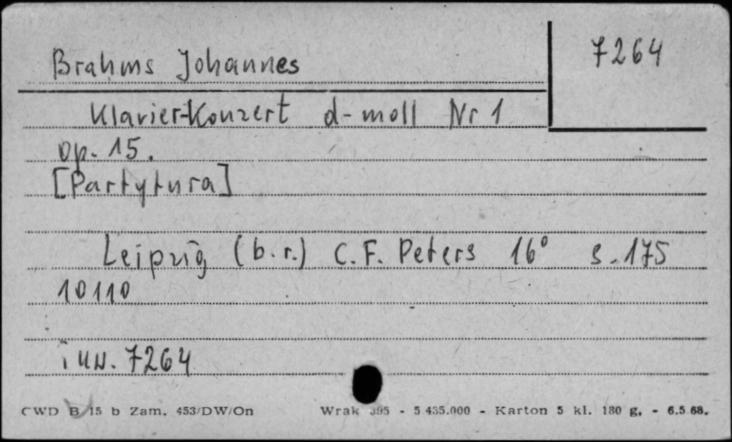 7264
Brahms Johannes
Klavier-Konzert d-moll Nr 1
op. 15.
[Partytura]
Leipzig (b.r.) C.F. Peters 16° s. 175
10110
inw. 7264
CWD B 15 b Zam. 453/DW/On Wrak 395 - 5 435.000 - Karton 5 kl. 180 g. - 6.5.68.